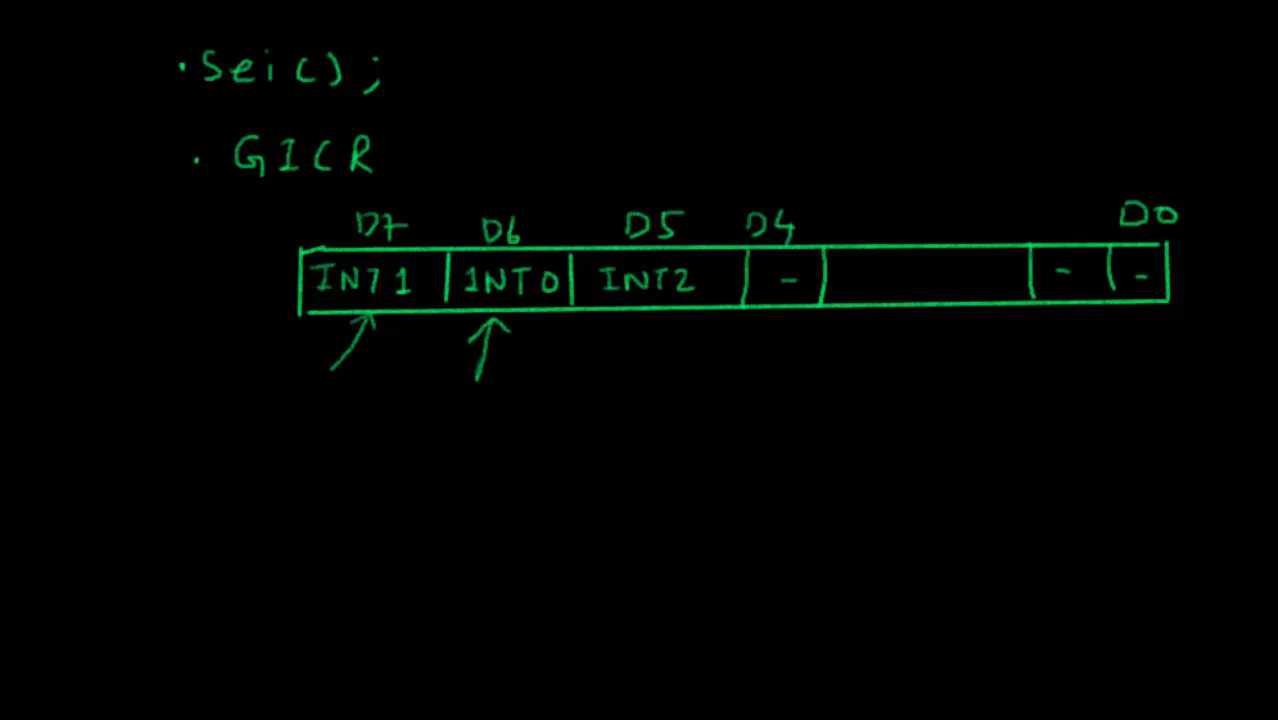 · Sei();
· GICR
D7 D6 D5 D4 D0
INT1 INT0 INT2 - - -